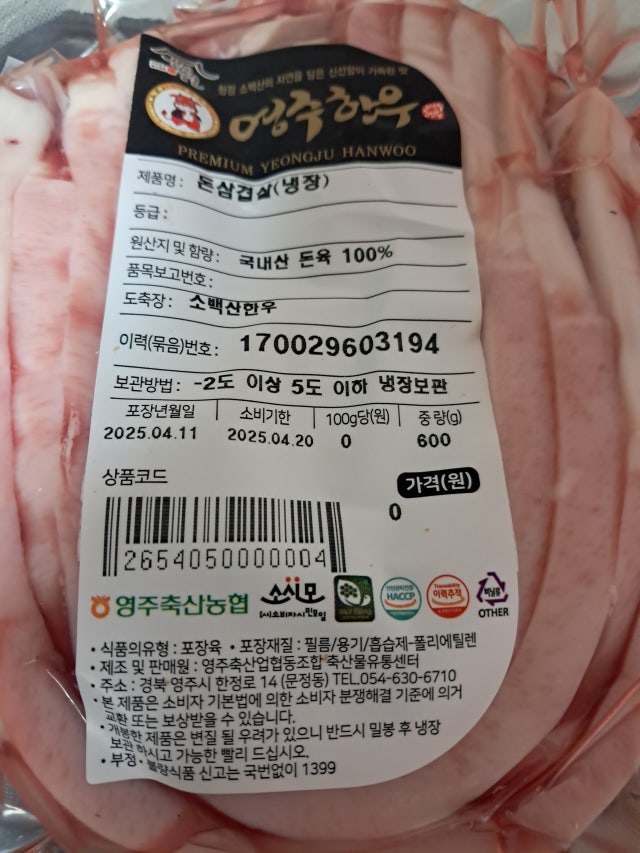 청정 소백산의 자연을 담은 신선함이 가득한 맛
영주한우
PREMIUM YEONGJU HANWOO
제품명: 돈삼겹살(냉장)
등급:
원산지 및 함량: 국내산 돈육 100%
품목보고번호:
도축장: 소백산한우
이력(묶음)번호: 170029603194
보관방법: -2도 이상 5도 이하 냉장보관
포장년월일 소비기한 100g당(원) 중량(g)
2025.04.11 2025.04.20 0 600
상품코드 가격(원)
0
2654050000004
영주축산농협 소시모 HACCP 이력추적 비닐류
(사)소비자시민모임 OTHER
• 식품의유형 : 포장육 • 포장재질 : 필름/용기/흡습제-폴리에틸렌
• 제조 및 판매원 : 영주축산업협동조합 축산물유통센터
• 주소 : 경북 영주시 한정로 14 (문정동) TEL.054-630-6710
• 본 제품은 소비자 기본법에 의한 소비자 분쟁해결 기준에 의거
교환 또는 보상받을 수 있습니다.
• 개봉한 제품은 변질 될 우려가 있으니 반드시 밀봉 후 냉장
보관 하시고 가능한 빨리 드십시오.
• 부정·불량식품 신고는 국번없이 1399